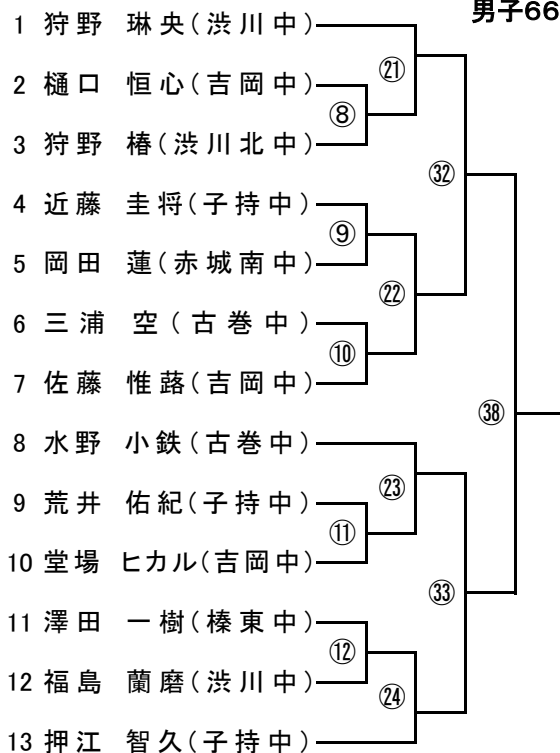 男子66
1 狩野 琳央(渋川中)
2 樋口 恒心(吉岡中)
3 狩野 椿(渋川北中)
4 近藤 圭将(子持中)
5 岡田 蓮(赤城南中)
6 三浦 空(古巻中)
7 佐藤 惟蕗(吉岡中)
8 水野 小鉄(古巻中)
9 荒井 佑紀(子持中)
10 堂場 ヒカル(吉岡中)
11 澤田 一樹(榛東中)
12 福島 蘭磨(渋川中)
13 押江 智久(子持中)
㉑
⑧
㉜
⑨
㉒
⑩
㊳
㉓
⑪
㉝
⑫
㉔